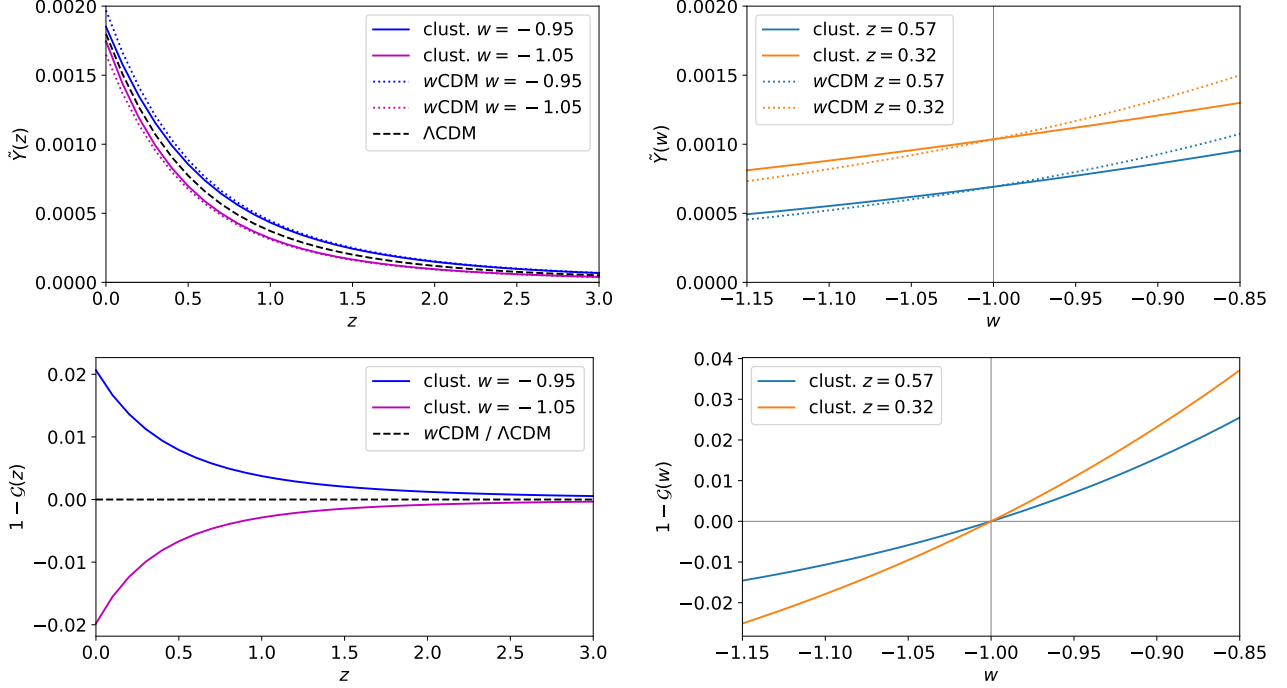 0.0020
0.0015
0.0010
0.0005
0.0000
Ỹ(z)
0.0 0.5 1.0 1.5 2.0 2.5 3.0
z
clust. w = −0.95
clust. w = −1.05
wCDM w = −0.95
wCDM w = −1.05
ΛCDM
0.0020
0.0015
0.0010
0.0005
0.0000
Ỹ(w)
−1.15 −1.10 −1.05 −1.00 −0.95 −0.90 −0.85
w
clust. z = 0.57
clust. z = 0.32
wCDM z = 0.57
wCDM z = 0.32
0.02
0.01
0.00
−0.01
−0.02
1 − 𝒢(z)
0.0 0.5 1.0 1.5 2.0 2.5 3.0
z
clust. w = −0.95
clust. w = −1.05
wCDM / ΛCDM
0.04
0.03
0.02
0.01
0.00
−0.01
−0.02
1 − 𝒢(w)
−1.15 −1.10 −1.05 −1.00 −0.95 −0.90 −0.85
w
clust. z = 0.57
clust. z = 0.32